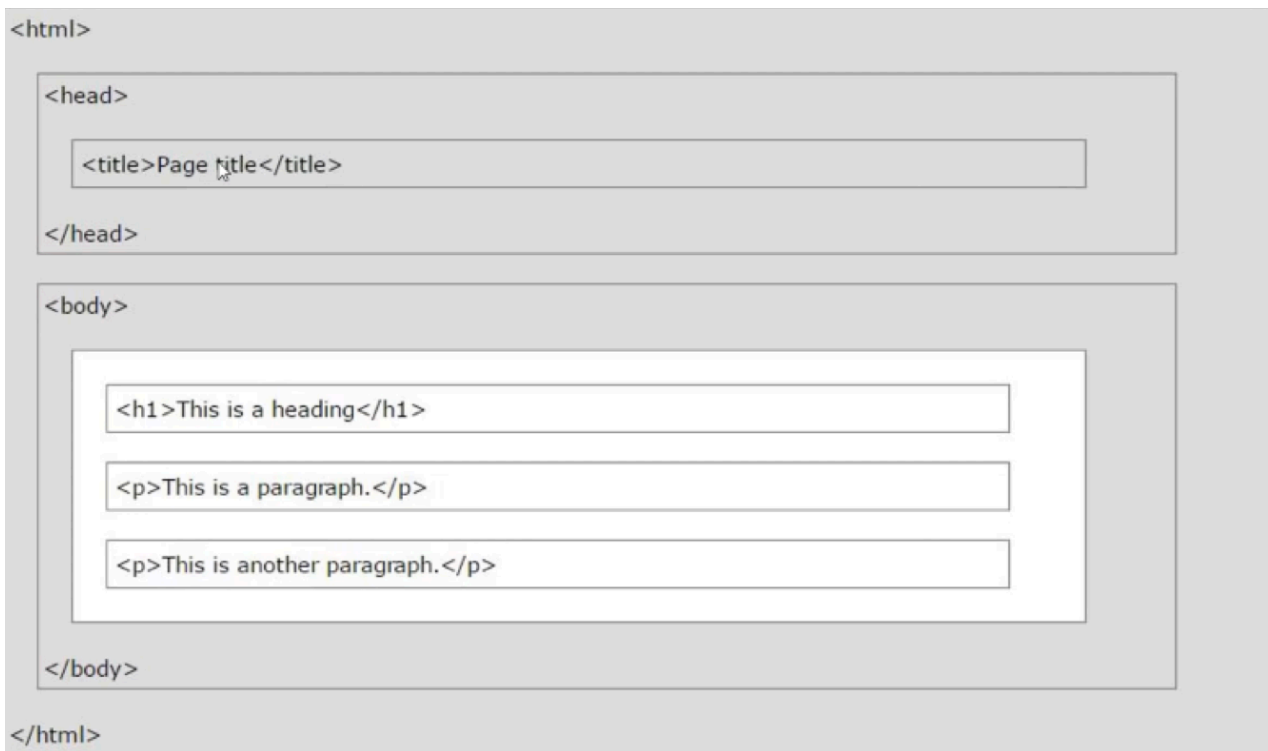 <html>
<head>
<title>Page title</title>
</head>
<body>
<h1>This is a heading</h1>
<p>This is a paragraph.</p>
<p>This is another paragraph.</p>
</body>
</html>